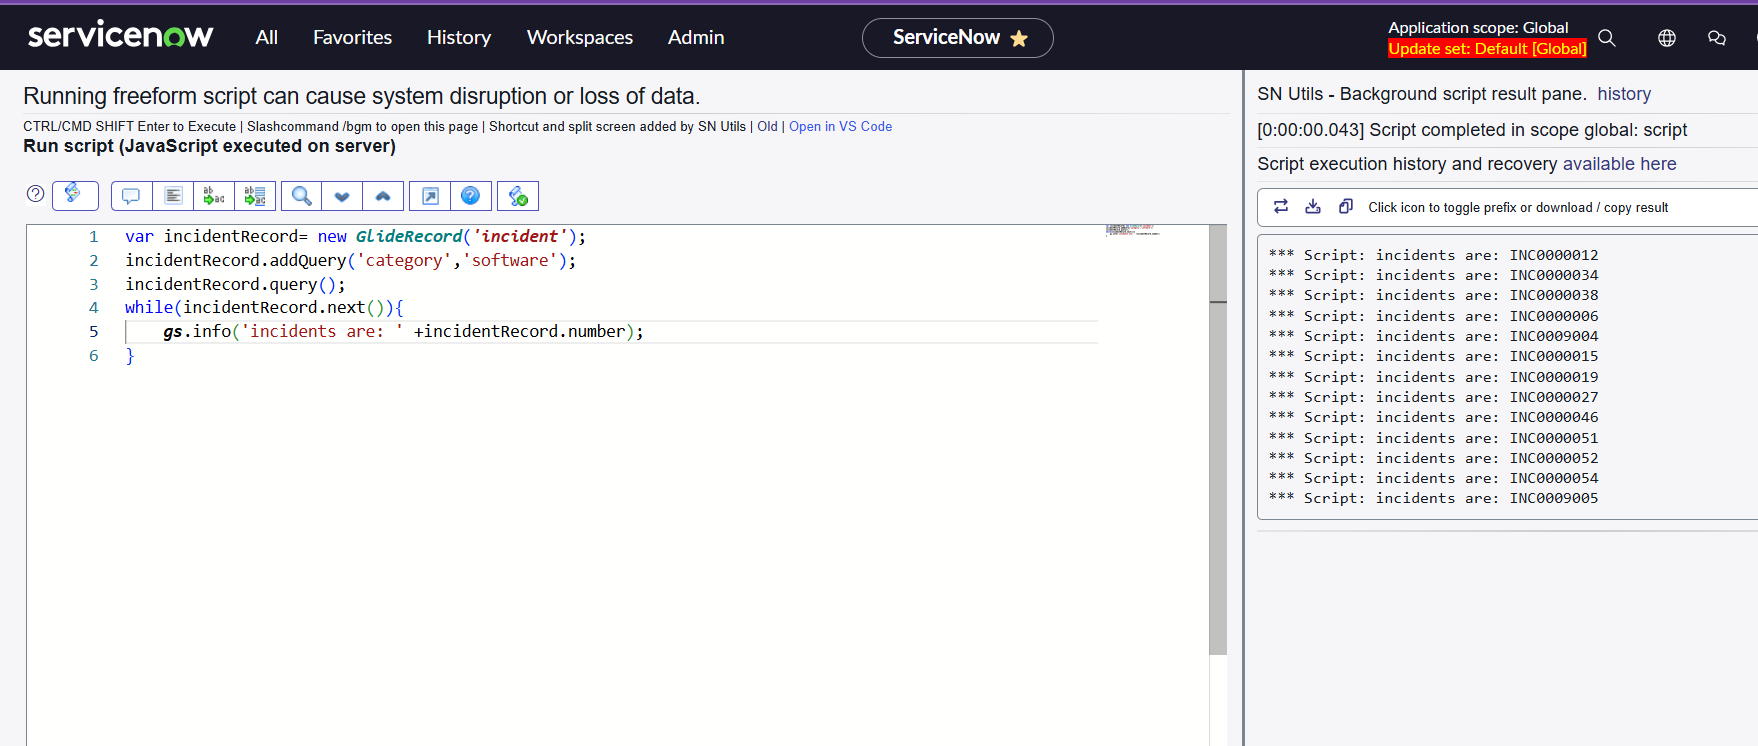 servicenow All Favorites History Workspaces Admin ServiceNow Application scope: Global
Update set: Default [Global]
Running freeform script can cause system disruption or loss of data.
CTRL/CMD SHIFT Enter to Execute | Slashcommand /bgm to open this page | Shortcut and split screen added by SN Utils | Old | Open in VS Code
Run script (JavaScript executed on server)
1 var incidentRecord= new GlideRecord('incident');
2 incidentRecord.addQuery('category','software');
3 incidentRecord.query();
4 while(incidentRecord.next()){
5 gs.info('incidents are: ' +incidentRecord.number);
6 }
SN Utils - Background script result pane. history
[0:00:00.043] Script completed in scope global: script
Script execution history and recovery available here
Click icon to toggle prefix or download / copy result
*** Script: incidents are: INC0000012
*** Script: incidents are: INC0000034
*** Script: incidents are: INC0000038
*** Script: incidents are: INC0000006
*** Script: incidents are: INC0009004
*** Script: incidents are: INC0000015
*** Script: incidents are: INC0000019
*** Script: incidents are: INC0000027
*** Script: incidents are: INC0000046
*** Script: incidents are: INC0000051
*** Script: incidents are: INC0000052
*** Script: incidents are: INC0000054
*** Script: incidents are: INC0009005